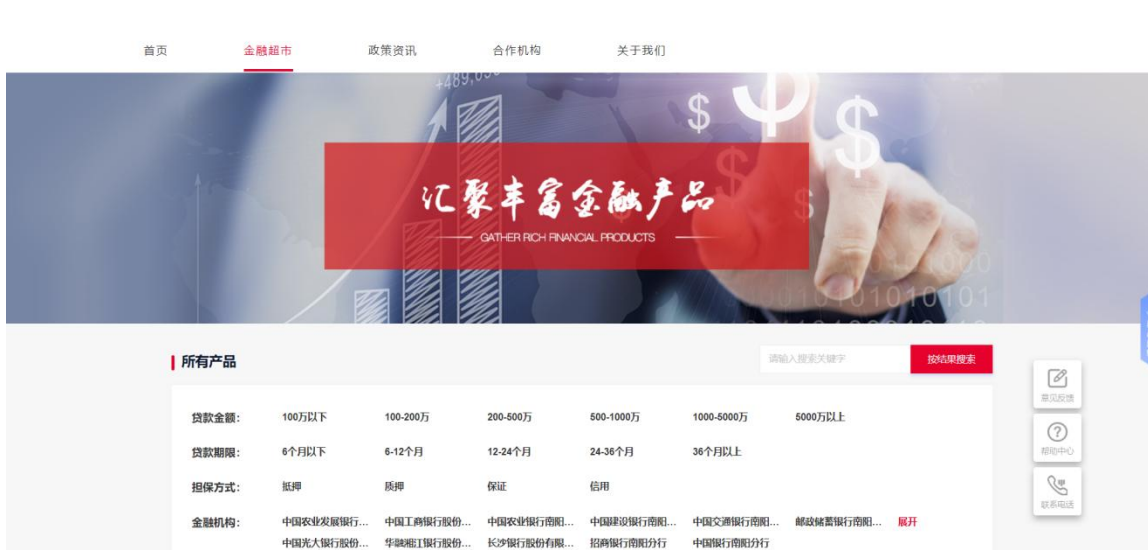 首页 金融超市 政策资讯 合作机构 关于我们
+489,
$ $ $ $ $
汇聚丰富金融产品
GATHER RICH FINANCIAL PRODUCTS
所有产品 请输入搜索关键字 按结果搜索
贷款金额： 100万以下 100-200万 200-500万 500-1000万 1000-5000万 5000万以上
贷款期限： 6个月以下 6-12个月 12-24个月 24-36个月 36个月以上
担保方式： 抵押 质押 保证 信用
金融机构： 中国农业发展银行... 中国工商银行股份... 中国农业银行南阳... 中国建设银行南阳... 中国交通银行南阳... 邮政储蓄银行南阳... 展开
中国光大银行股份... 华融湘江银行股份... 长沙银行股份有限... 招商银行南阳分行 中国银行南阳分行
意见反馈
帮助中心
联系电话